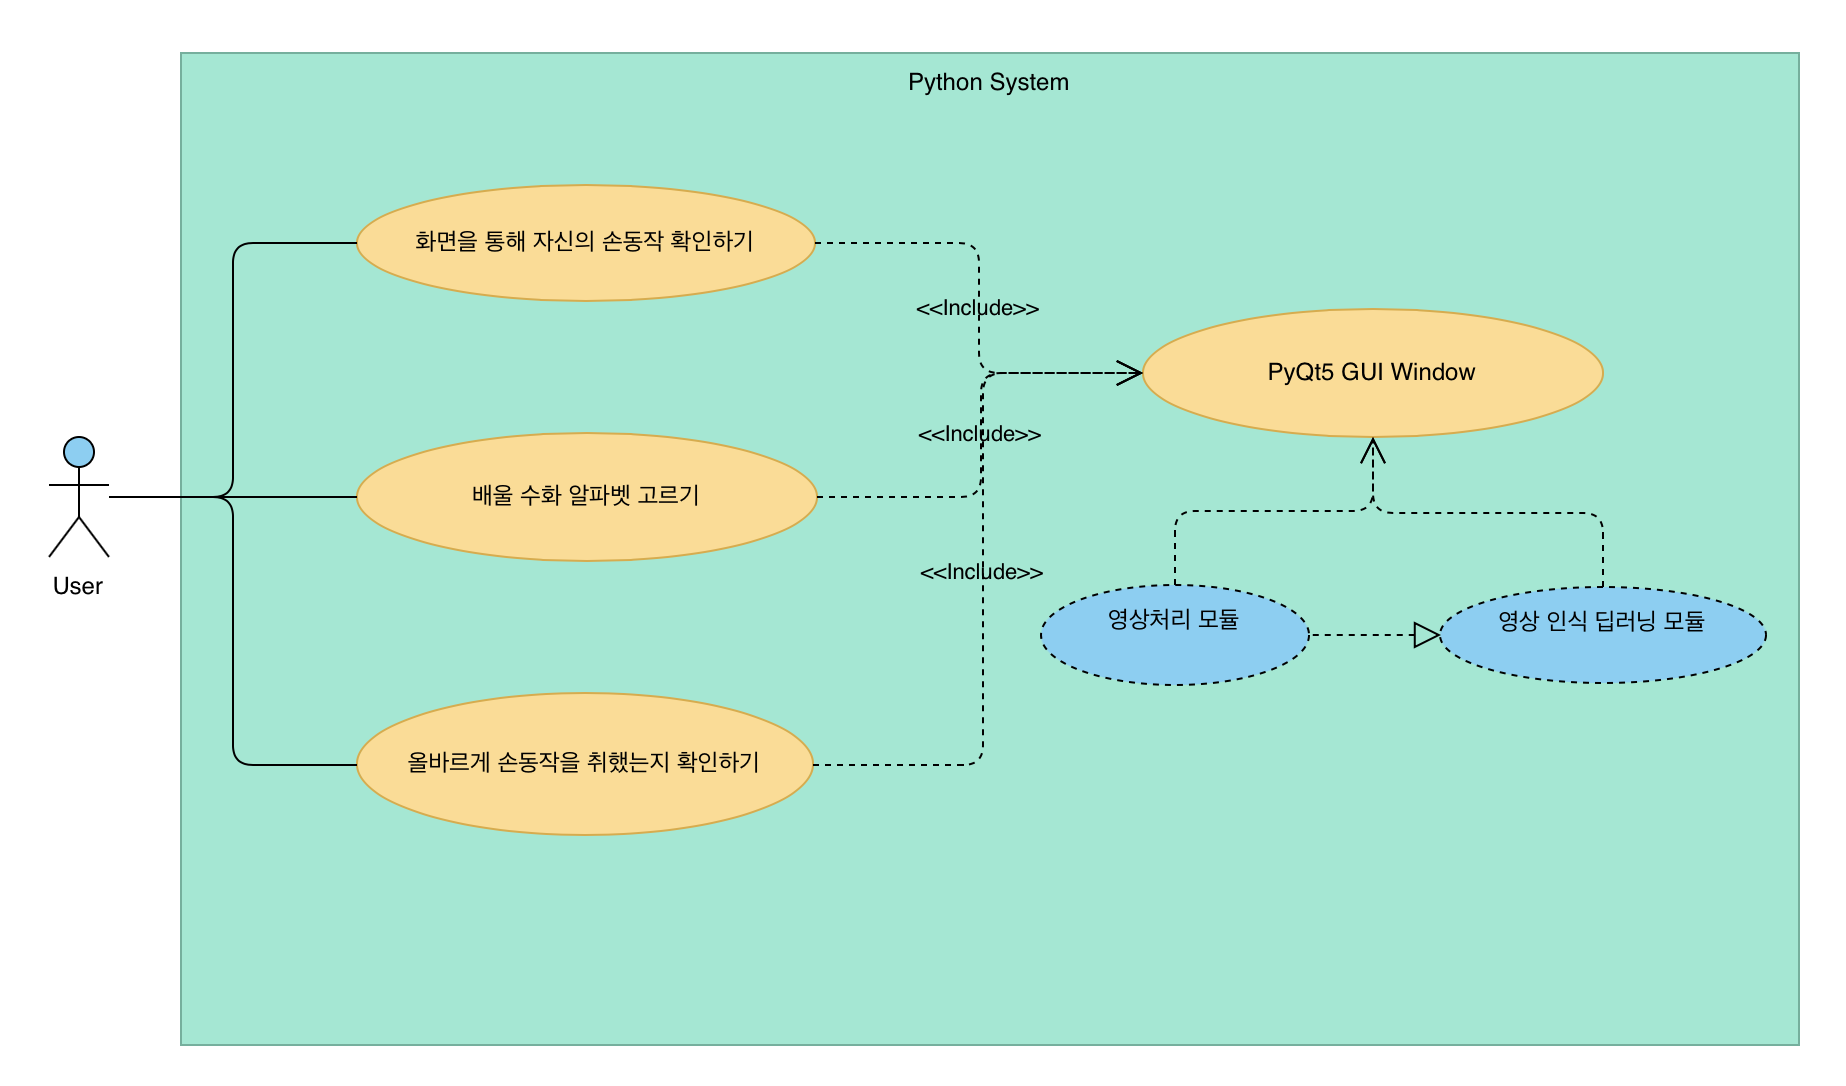 Python System
화면을 통해 자신의 손동작 확인하기
<<Include>>
PyQt5 GUI Window
<<Include>>
배울 수화 알파벳 고르기
User
<<Include>>
영상처리 모듈
영상 인식 딥러닝 모듈
올바르게 손동작을 취했는지 확인하기